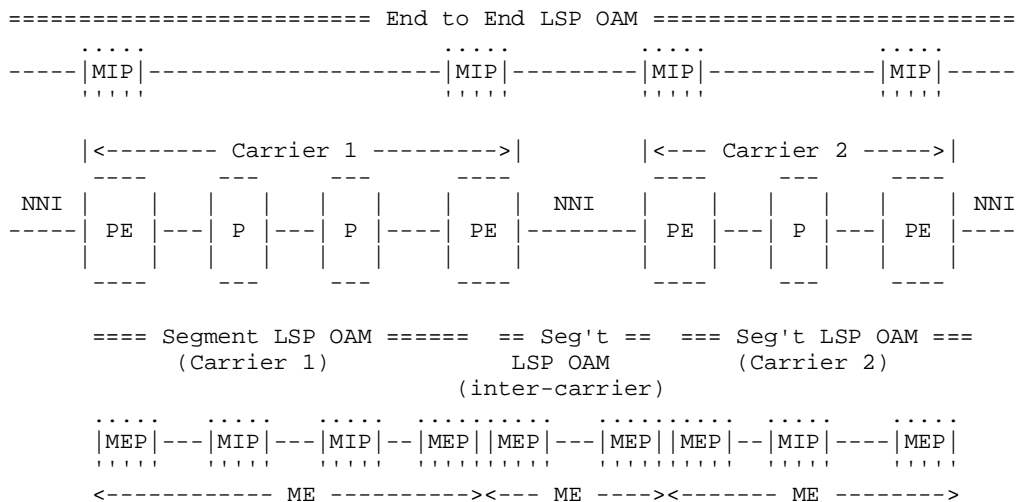 ========================== End to End LSP OAM ==========================
..... ..... ..... .....
-----|MIP|---------------------|MIP|---------|MIP|------------|MIP|-----
''''' ''''' ''''' '''''
|<-------- Carrier 1 --------->| |<--- Carrier 2 ----->|
---- --- --- ---- ---- --- ----
NNI | | | | | | | | NNI | | | | | | NNI
-----| PE |---| P |---| P |----| PE |--------| PE |---| P |---| PE |----
| | | | | | | | | | | | | |
---- --- --- ---- ---- --- ----
==== Segment LSP OAM ====== == Seg't == === Seg't LSP OAM ===
(Carrier 1) LSP OAM (Carrier 2)
(inter-carrier)
..... ..... ..... .......... .......... ..... .....
|MEP|---|MIP|---|MIP|--|MEP||MEP|---|MEP||MEP|--|MIP|----|MEP|
''''' ''''' ''''' '''''''''' '''''''''' ''''' '''''
<------------ ME ----------><--- ME ----><------- ME -------->